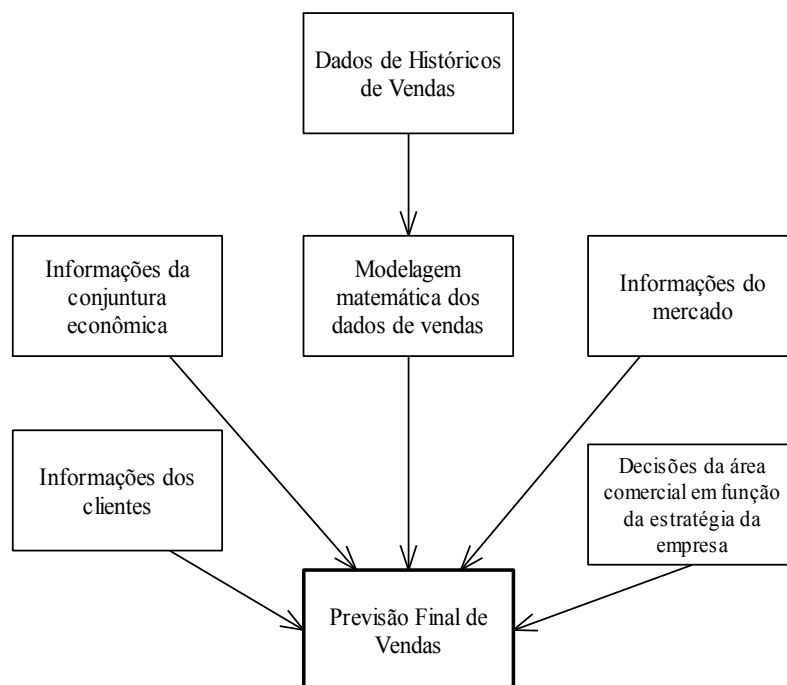 Dados de Históricos
de Vendas
Informações da
conjuntura
econômica
Modelagem
matemática dos
dados de vendas
Informações do
mercado
Informações dos
clientes
Decisões da área
comercial em função
da estratégia da
empresa
Previsão Final de
Vendas